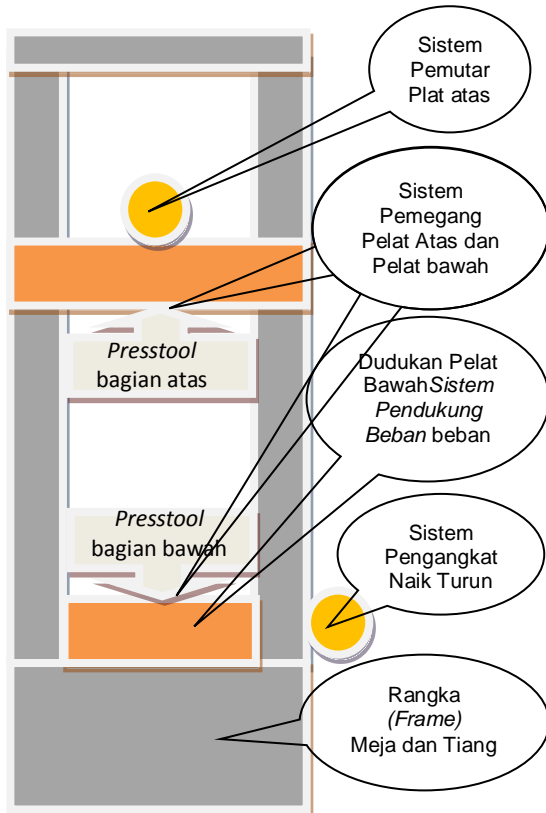 Sistem
Pemutar
Plat atas
Sistem
Pemegang
Pelat Atas dan
Pelat bawah
Presstool
bagian atas
Dudukan Pelat
BawahSistem
Pendukung
Beban beban
Presstool
bagian bawah
Sistem
Pengangkat
Naik Turun
Rangka
(Frame)
Meja dan Tiang